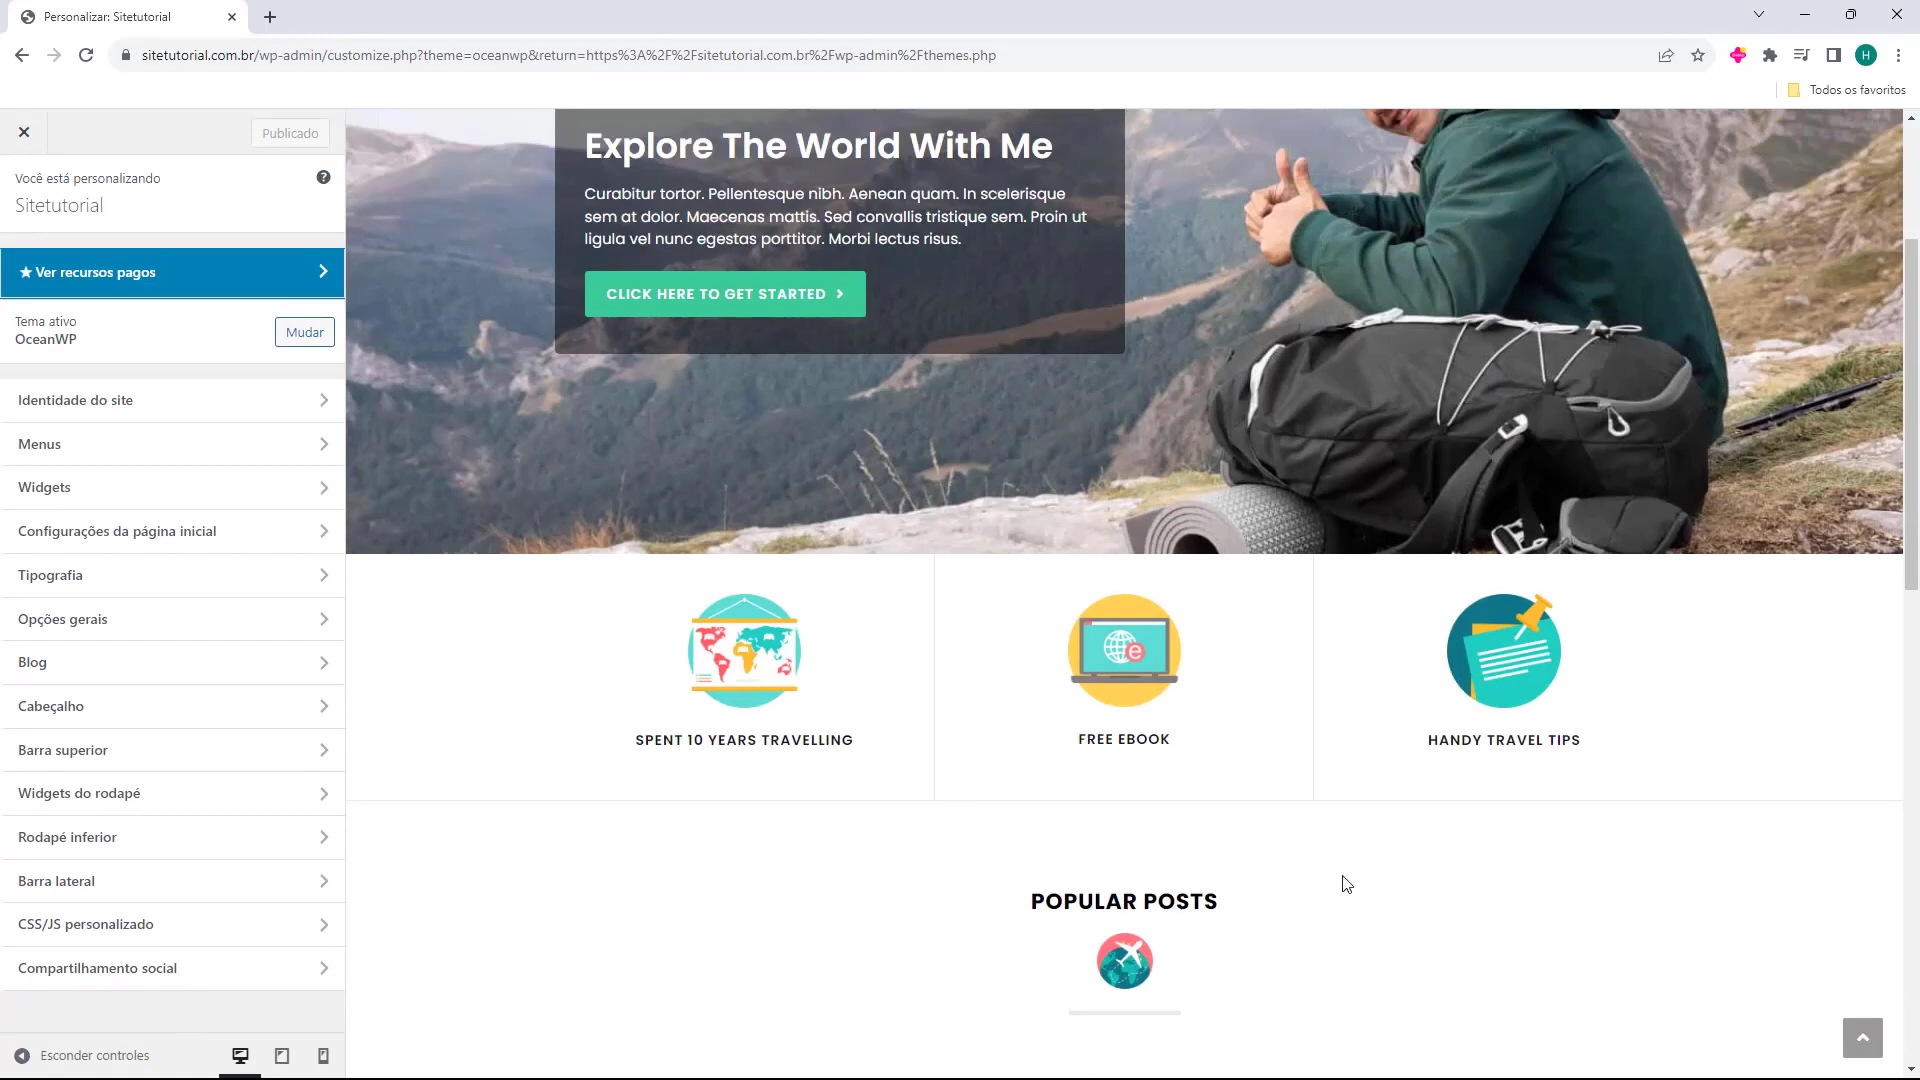 Personalizar: Sitetutorial
sitetutorial.com.br/wp-admin/customize.php?theme=oceanwp&return=https%3A%2F%2Fsitetutorial.com.br%2Fwp-admin%2Fthemes.php
H
Todos os favoritos
Publicado
Você está personalizando
Sitetutorial
★ Ver recursos pagos
Tema ativo
OceanWP
Mudar
Identidade do site
Menus
Widgets
Configurações da página inicial
Tipografia
Opções gerais
Blog
Cabeçalho
Barra superior
Widgets do rodapé
Rodapé inferior
Barra lateral
CSS/JS personalizado
Compartilhamento social
Esconder controles
Explore The World With Me
Curabitur tortor. Pellentesque nibh. Aenean quam. In scelerisque
sem at dolor. Maecenas mattis. Sed convallis tristique sem. Proin ut
ligula vel nunc egestas porttitor. Morbi lectus risus.
CLICK HERE TO GET STARTED
e
SPENT 10 YEARS TRAVELLING
FREE EBOOK
HANDY TRAVEL TIPS
POPULAR POSTS